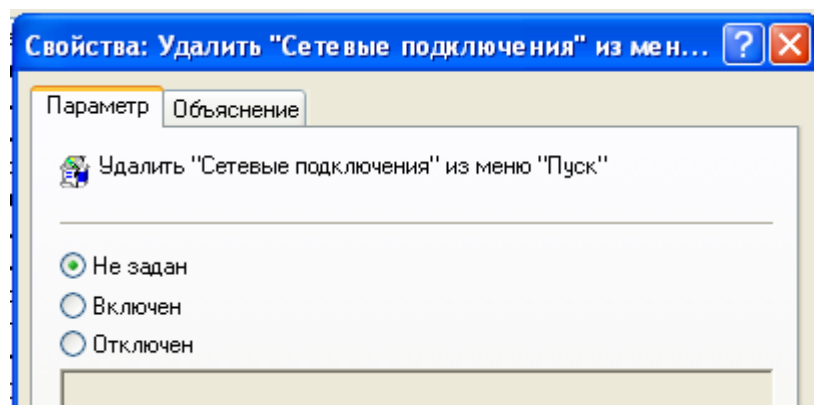 Свойства: Удалить "Сетевые подключения" из мен...
Параметр Объяснение
Удалить "Сетевые подключения" из меню "Пуск"
Не задан
Включен
Отключен